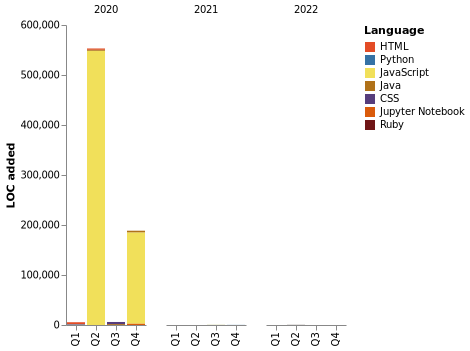 2020 2021 2022
Language
HTML
Python
JavaScript
Java
CSS
Jupyter Notebook
Ruby
LOC added
600,000
500,000
400,000
300,000
200,000
100,000
0
Q1 Q2 Q3 Q4 Q1 Q2 Q3 Q4 Q1 Q2 Q3 Q4